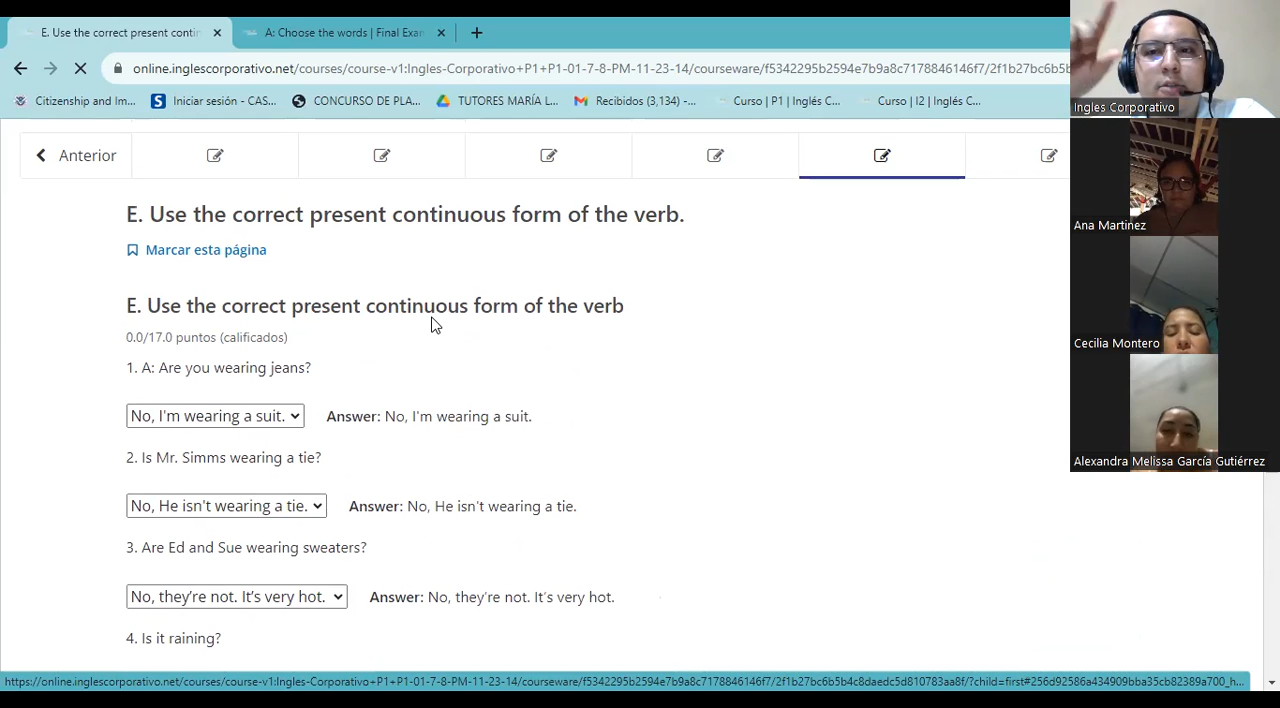 E. Use the correct present conti
A: Choose the words | Final Exar
online.inglescorporativo.net/courses/course-v1:Ingles-Corporativo+P1+P1-01-7-8-PM-11-23-14/courseware/f5342295b2594e7b9a8c7178846146f7/2f1b27bc6b5b
Citizenship and Im...
Iniciar sesión - CAS...
CONCURSO DE PLA...
TUTORES MARÍA L...
Recibidos (3,134) -...
Curso | P1 | Inglés C...
Curso | I2 | Inglés C...
Anterior
E. Use the correct present continuous form of the verb.
Marcar esta página
E. Use the correct present continuous form of the verb
0.0/17.0 puntos (calificados)
1. A: Are you wearing jeans?
No, I'm wearing a suit. Answer: No, I'm wearing a suit.
2. Is Mr. Simms wearing a tie?
No, He isn't wearing a tie. Answer: No, He isn't wearing a tie.
3. Are Ed and Sue wearing sweaters?
No, they're not. It's very hot. Answer: No, they're not. It's very hot.
4. Is it raining?
https://online.inglescorporativo.net/courses/course-v1:Ingles-Corporativo+P1+P1-01-7-8-PM-11-23-14/courseware/f5342295b2594e7b9a8c7178846146f7/2f1b27bc6b5b4c8daedc5d810783aa8f/?child=first#256d92586a434909bba35cb82389a700_h...
Ingles Corporativo
Ana Martinez
Cecilia Montero
Alexandra Melissa García Gutiérrez